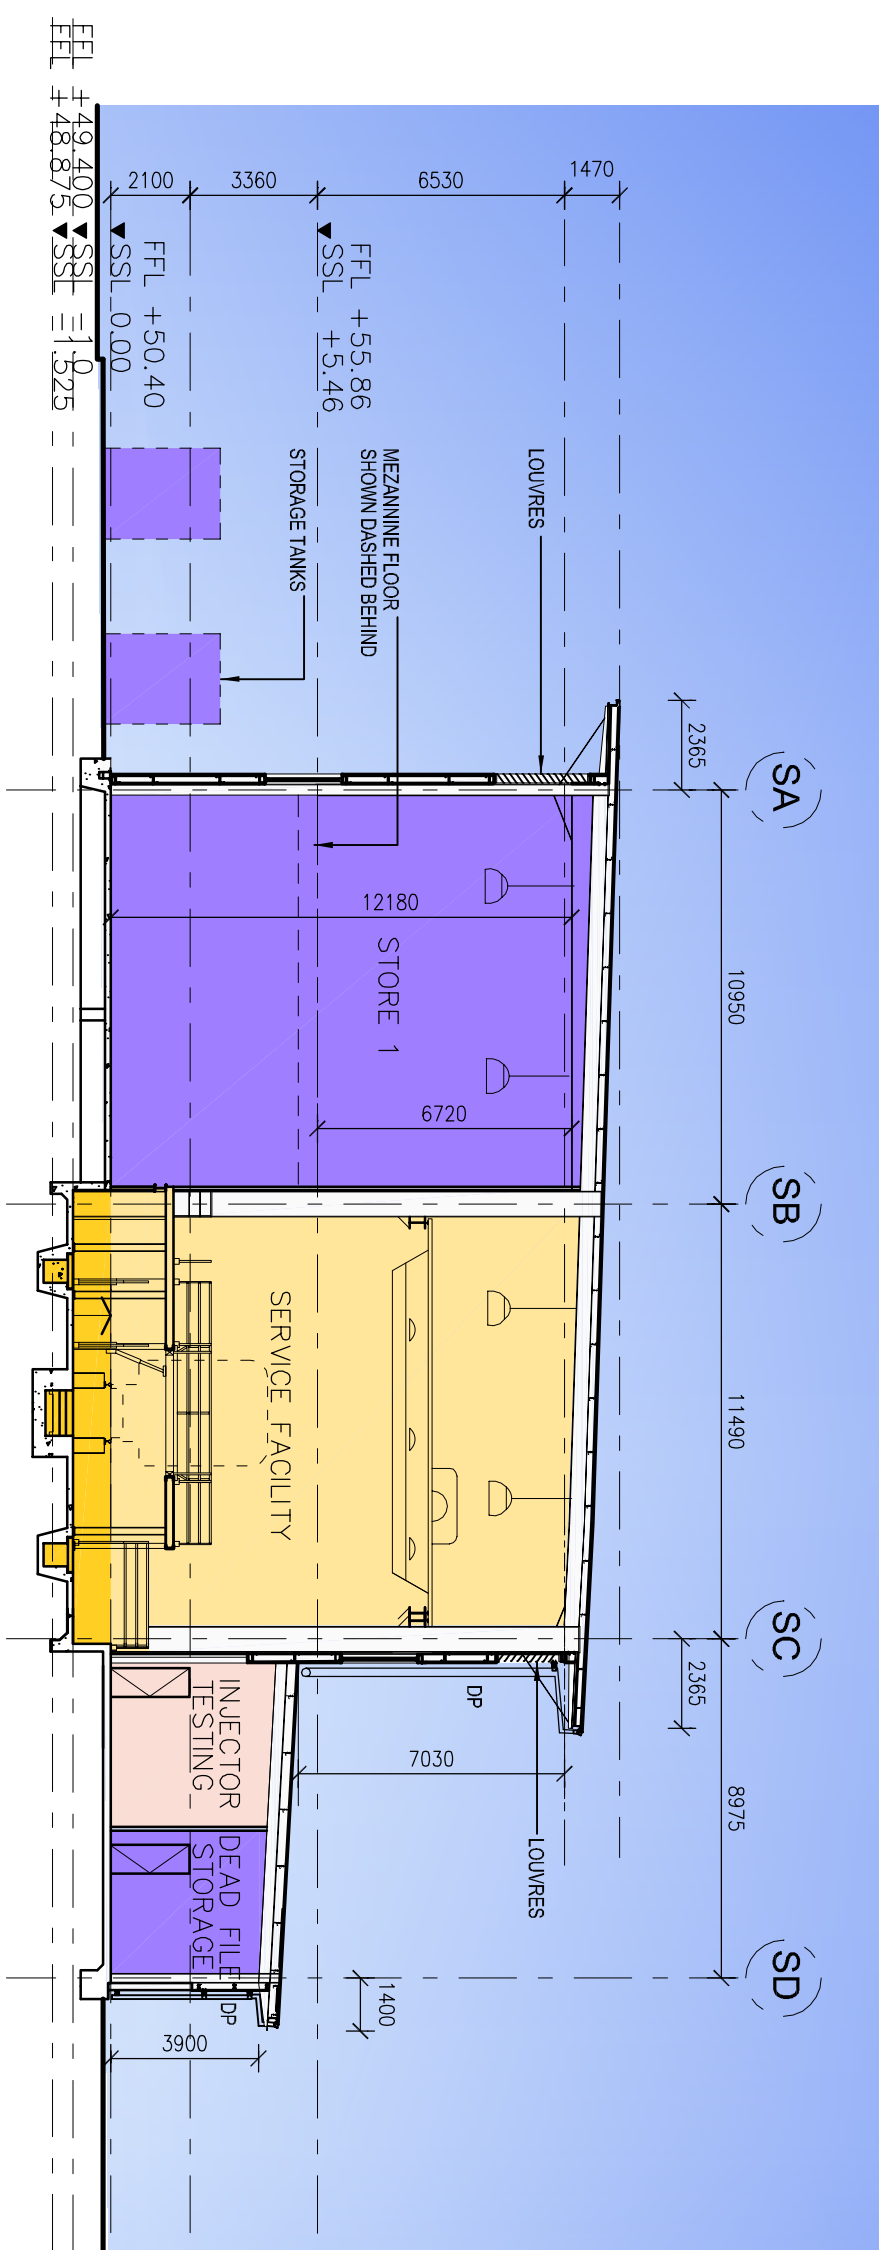 SA
SB
SC
SD
2365
10950
11490
2365
8975
1400
1470
6530
3360
2100
LOUVRES
LOUVRES
MEZANNINE FLOOR
SHOWN DASHED BEHIND
STORAGE TANKS
FFL +55.86
SSL +5.46
FFL +50.40
SSL 0.00
FFL +49.400 SSL -1.0
FFL +48.875 SSL -1.525
12180
STORE 1
6720
SERVICE FACILITY
DP
7030
INJECTOR
TESTING
DEAD FILE
STORAGE
DP
3900